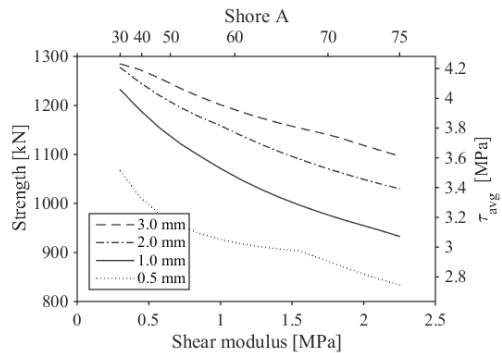 Shore A
30 40 50 60 70 75
1300
1200
1100
1000
900
800
Strength [kN]
4.2
4
3.8
3.6
3.4
3.2
3
2.8
τavg [MPa]
3.0 mm
2.0 mm
1.0 mm
0.5 mm
0 0.5 1 1.5 2 2.5
Shear modulus [MPa]